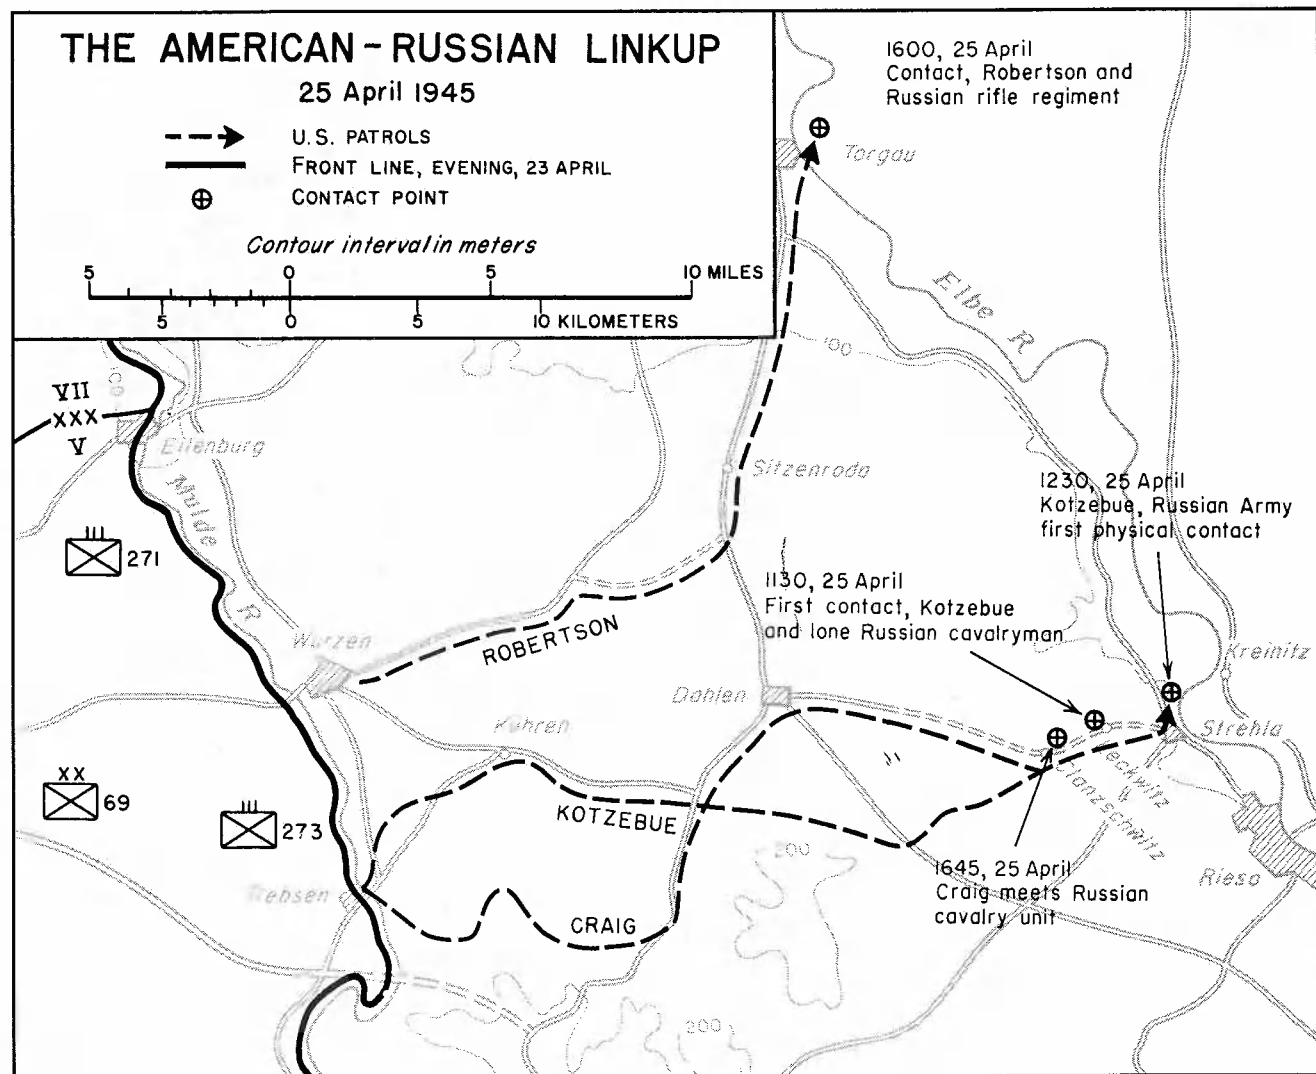 THE AMERICAN-RUSSIAN LINKUP
25 April 1945
U.S. PATROLS
FRONT LINE, EVENING, 23 APRIL
CONTACT POINT
Contour interval in meters
5 0 5 10 MILES
5 0 5 10 KILOMETERS
1600, 25 April
Contact, Robertson and
Russian rifle regiment
Torgau
Elbe R
100
VII
XXX
V
Eilenburg
Mulde R
Sitzenroda
271
1230, 25 April
Kotzebue, Russian Army
first physical contact
1130, 25 April
First contact, Kotzebue
and lone Russian cavalryman
Wurzen
ROBERTSON
Kreinitz
Dahlen
Kühren
Strehla
Leckwitz
Clanzschwitz
XX
69
273
KOTZEBUE
200
1645, 25 April
Craig meets Russian
cavalry unit
Riesa
Trebsen
CRAIG
200